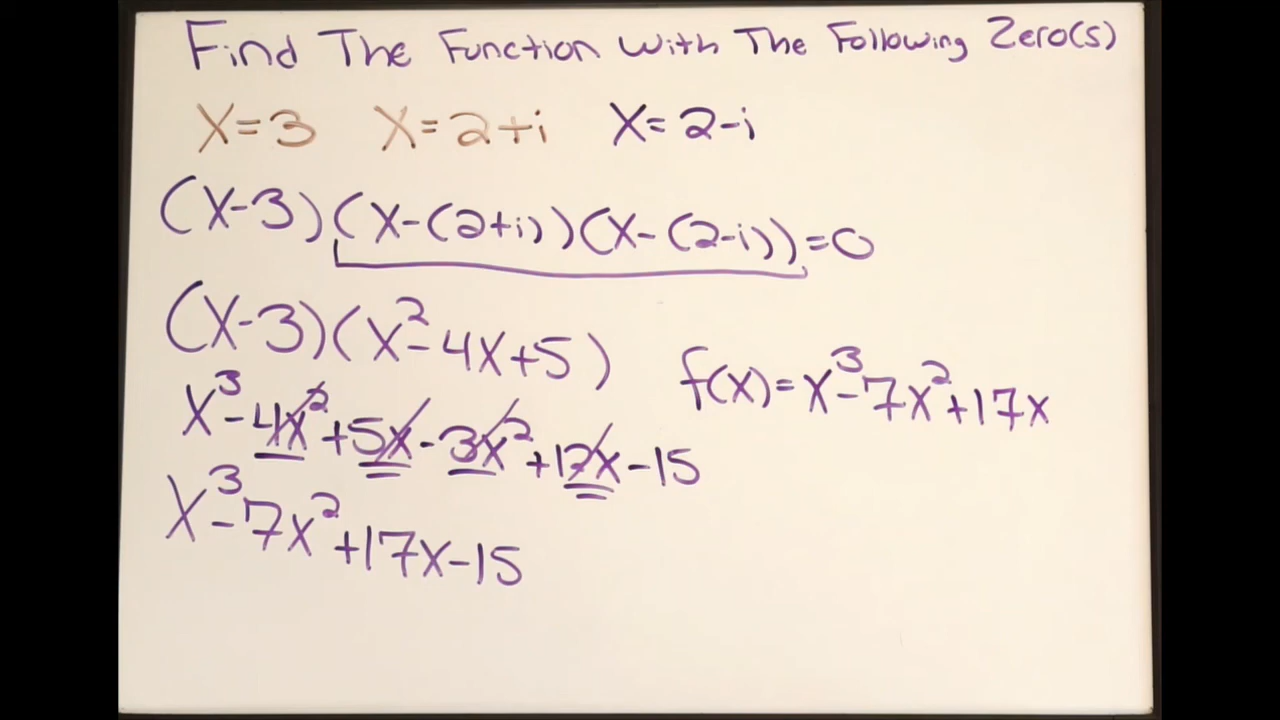 Find The Function With The Following Zero(s)
X=3 X=2+i X=2-i
(X-3)(X-(2+i))(X-(2-i))=0
(X-3)(X²-4X+5)
X³-4X²+5X-3X²+12X-15
X³-7X²+17X-15
f(X)=X³-7X²+17X